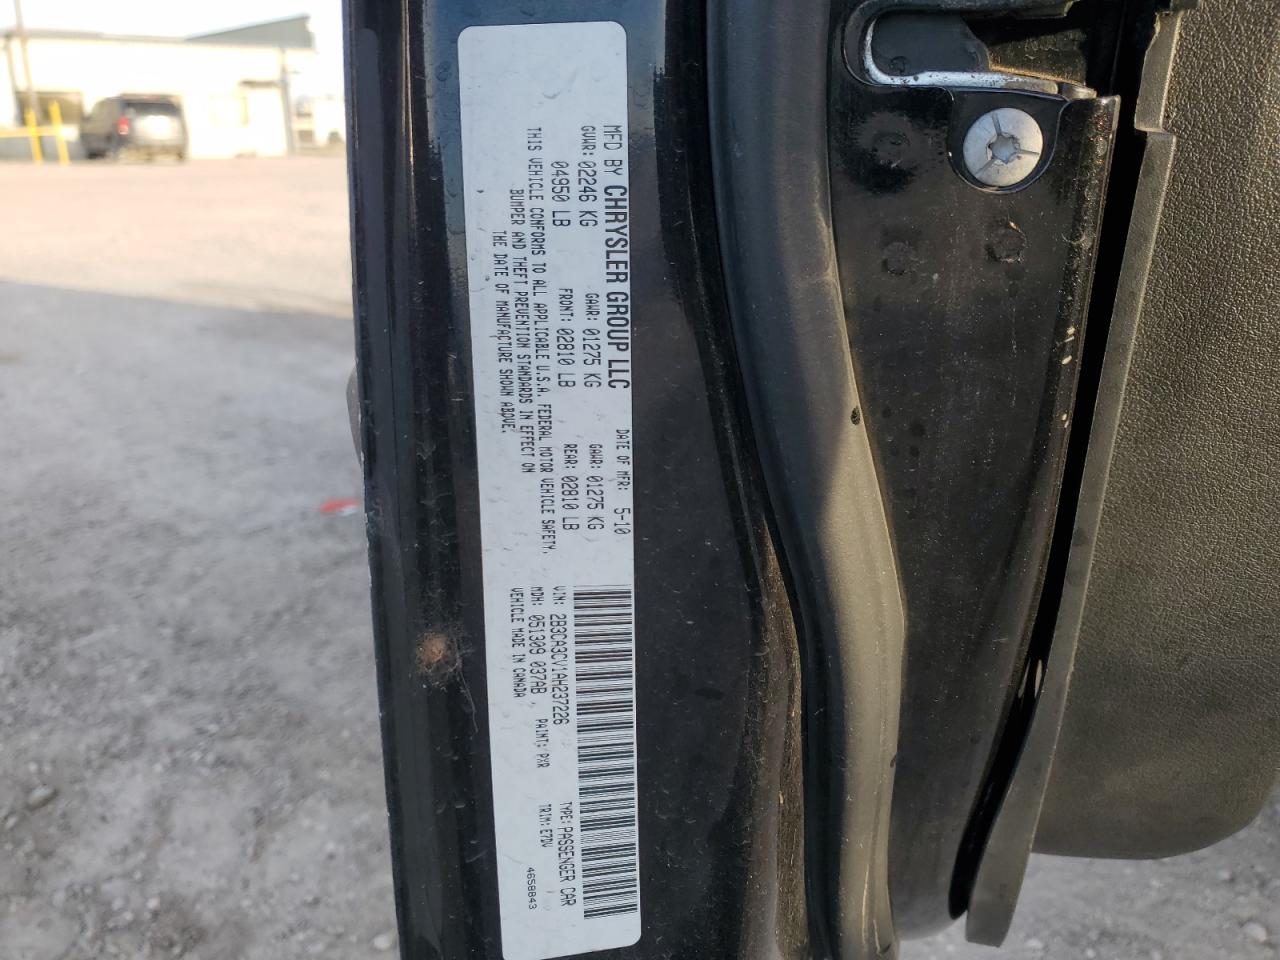 MFD BY CHRYSLER GROUP LLC DATE OF MFR: 5-10
GVWR: 02246 KG GAWR: 01275 KG GAWR: 01275 KG
04950 LB FRONT: 02810 LB REAR: 02810 LB
THIS VEHICLE CONFORMS TO ALL APPLICABLE U.S.A. FEDERAL MOTOR VEHICLE SAFETY,
BUMPER AND THEFT PREVENTION STANDARDS IN EFFECT ON
THE DATE OF MANUFACTURE SHOWN ABOVE.
VIN: 2B3CA3CV1AH237226 TYPE: PASSENGER CAR
MDH: 051309 037AB, PAINT: PXR TRIM: E7DV
VEHICLE MADE IN CANADA 4658843